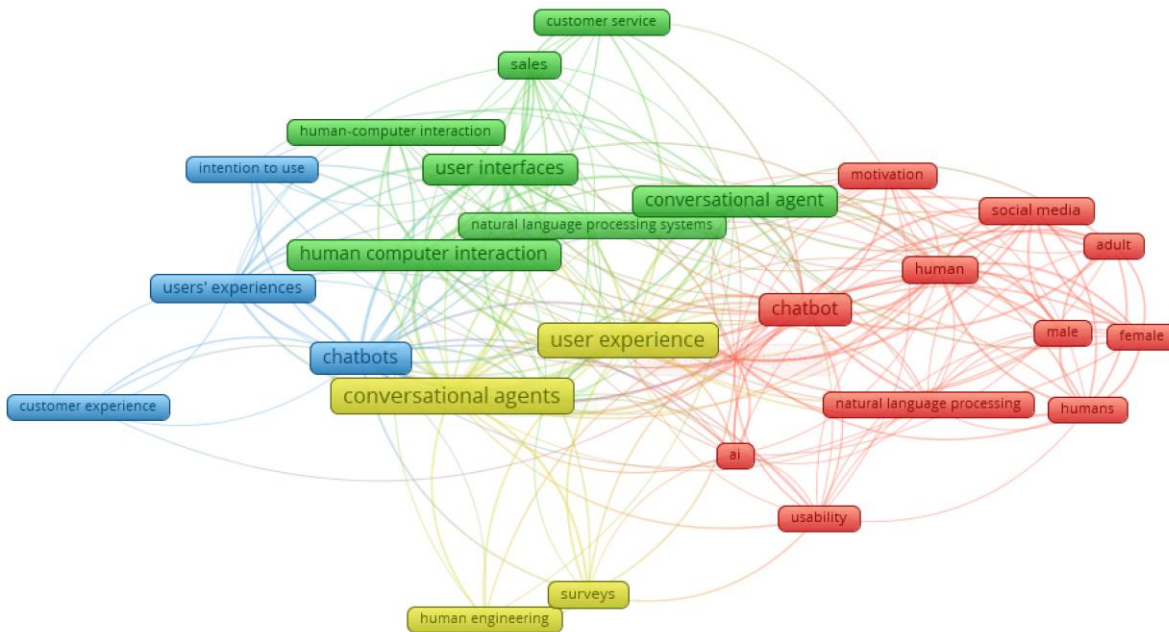 customer service
sales
human-computer interaction
intention to use
user interfaces
motivation
conversational agent
social media
natural language processing systems
adult
human computer interaction
human
users' experiences
chatbot
male
female
user experience
chatbots
conversational agents
customer experience
natural language processing
humans
ai
usability
surveys
human engineering